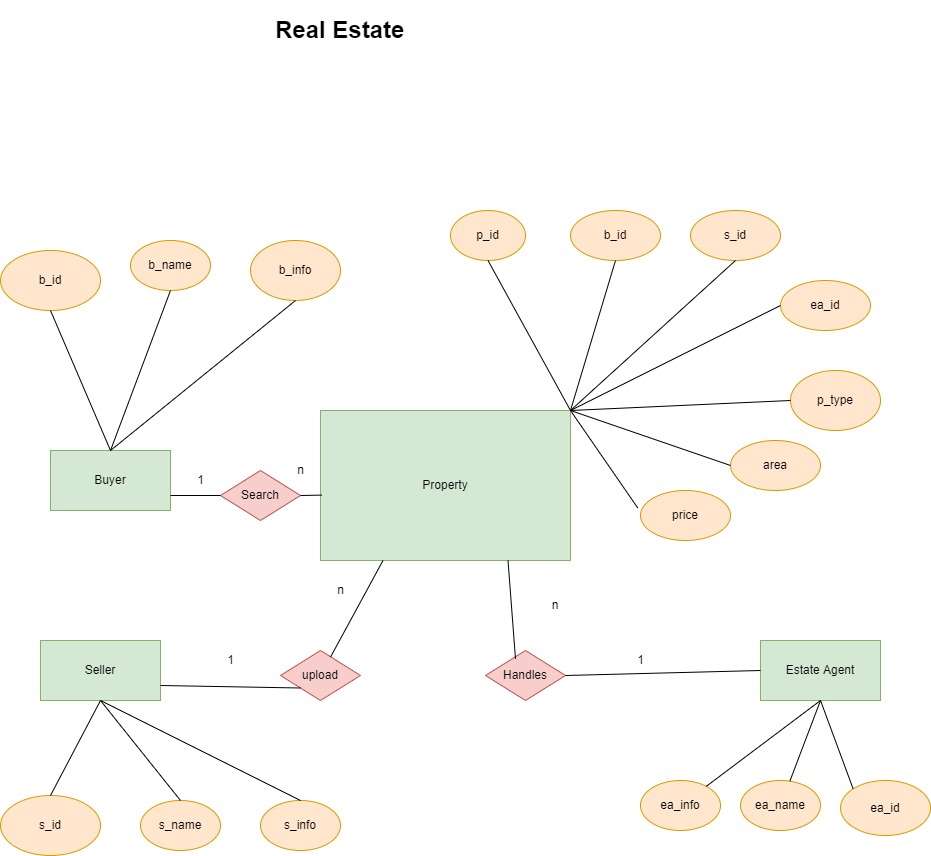 Real Estate
p_id
b_id
s_id
b_name
b_info
b_id
ea_id
p_type
area
price
Buyer
1
Search
n
Property
n
n
Seller
1
upload
Handles
1
Estate Agent
s_id
s_name
s_info
ea_info
ea_name
ea_id